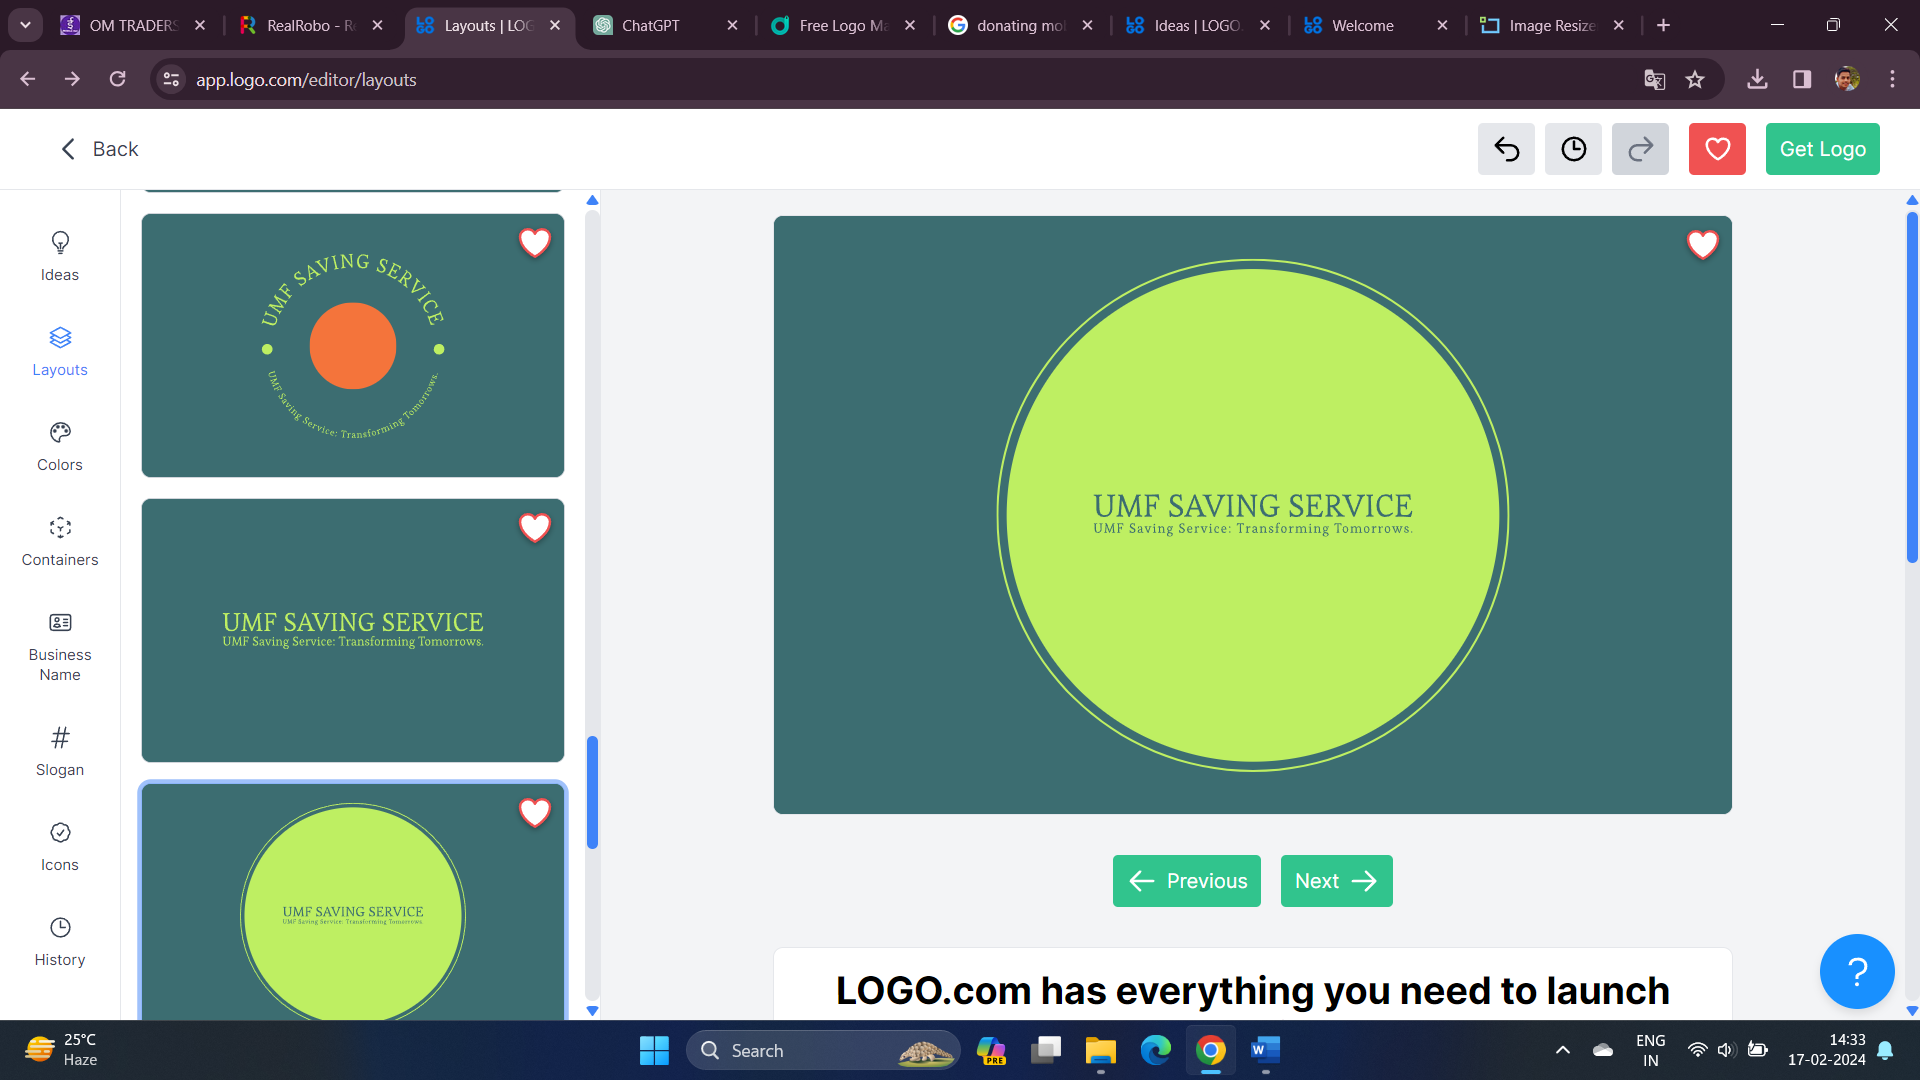 OM TRADERS
RealRobo - Re
Layouts | LOG
ChatGPT
Free Logo Ma
donating mo
Ideas | LOGO.
Welcome
Image Resize
app.logo.com/editor/layouts
Back
Get Logo
Ideas
Layouts
Colors
Containers
Business
Name
# Slogan
Icons
History
UMF SAVING SERVICE
UMF Saving Service: Transforming Tomorrows.
UMF SAVING SERVICE
UMF Saving Service: Transforming Tomorrows.
UMF SAVING SERVICE
UMF Saving Service: Transforming Tomorrows.
UMF SAVING SERVICE
UMF Saving Service: Transforming Tomorrows.
Previous
Next
LOGO.com has everything you need to launch
?
25°C
Haze
Search
PRE
W
ENG
IN
14:33
17-02-2024